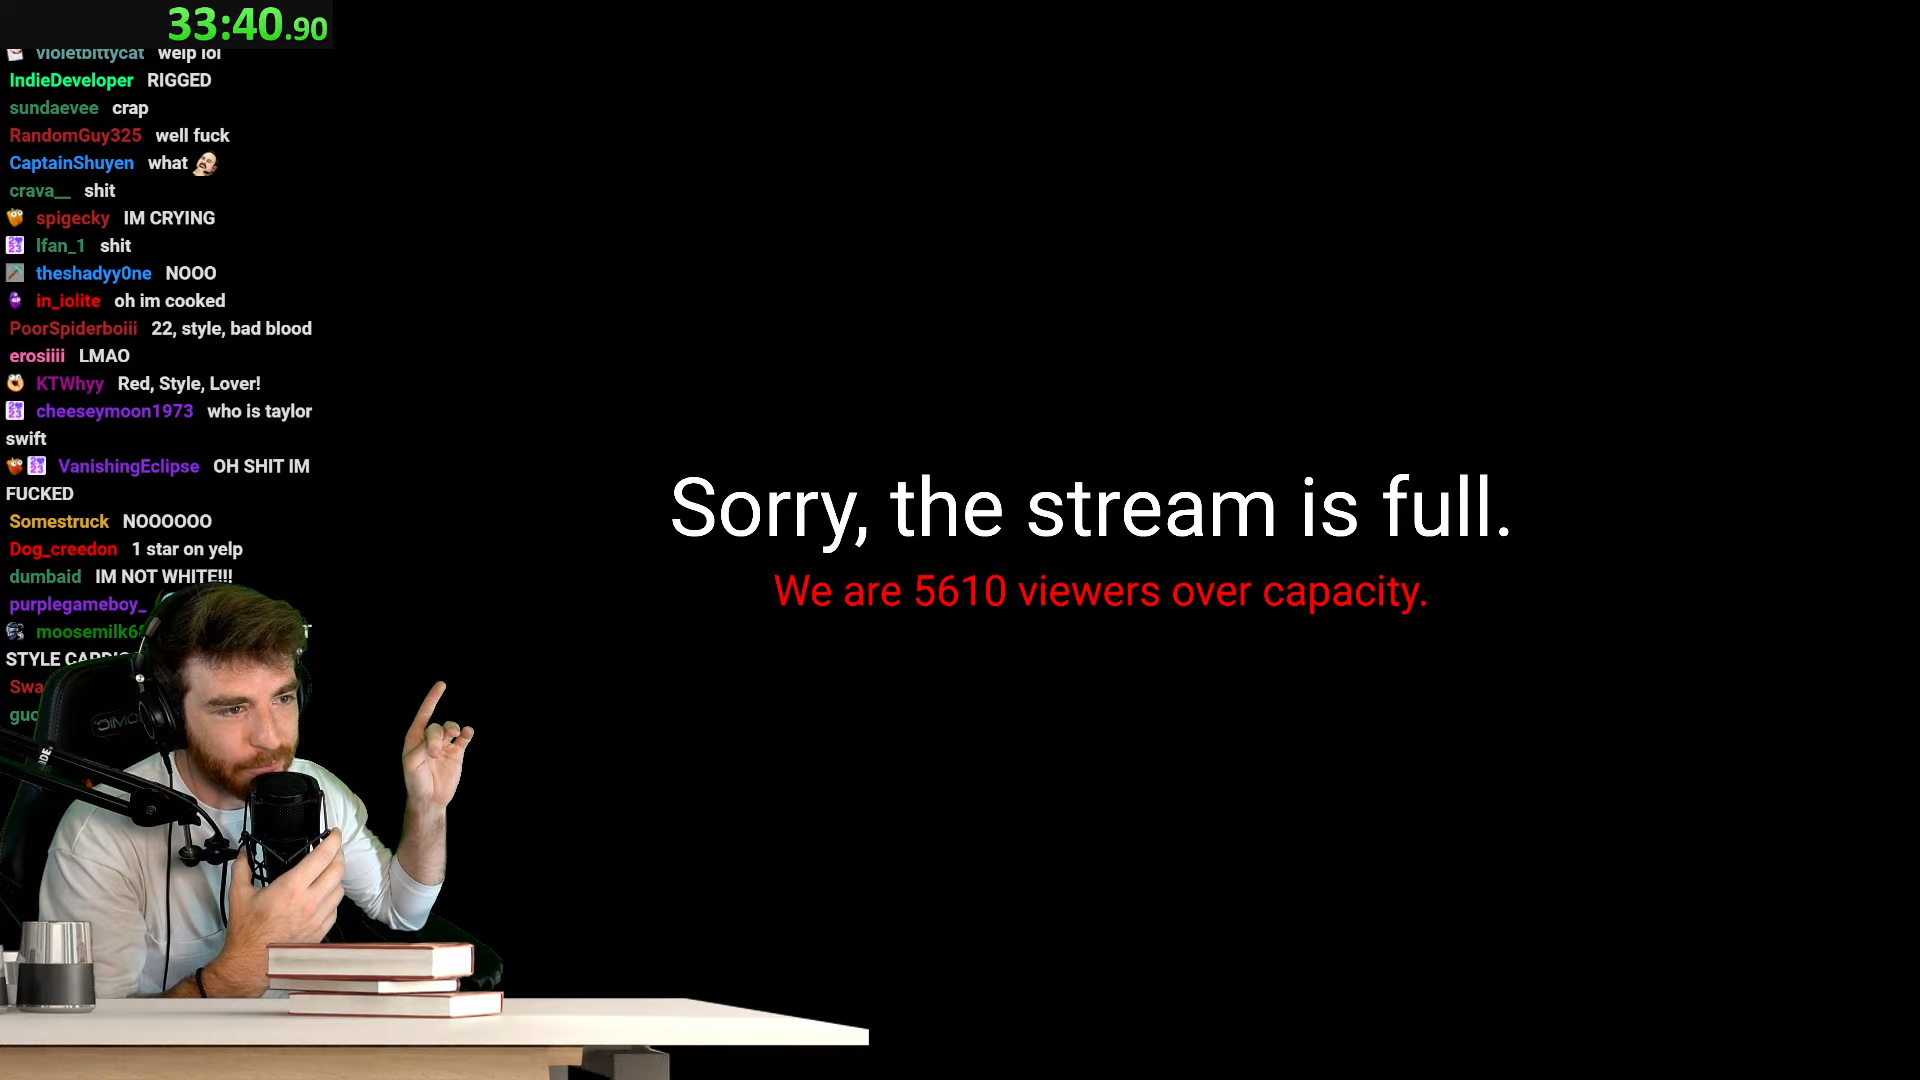 33:40.90
violetbittycat welp lol
IndieDeveloper RIGGED
sundaevee crap
RandomGuy325 well fuck
CaptainShuyen what
crava__ shit
spigecky IM CRYING
lfan_1 shit
theshadyy0ne NOOO
in_iolite oh im cooked
PoorSpiderboiii 22, style, bad blood
erosiiii LMAO
KTWhyy Red, Style, Lover!
cheeseymoon1973 who is taylor
swift
VanishingEclipse OH SHIT IM
FUCKED
Somestruck NOOOOOO
Dog_creedon 1 star on yelp
dumbaid IM NOT WHITE!!!
purplegameboy_
STYLE
Sorry, the stream is full.
We are 5610 viewers over capacity.